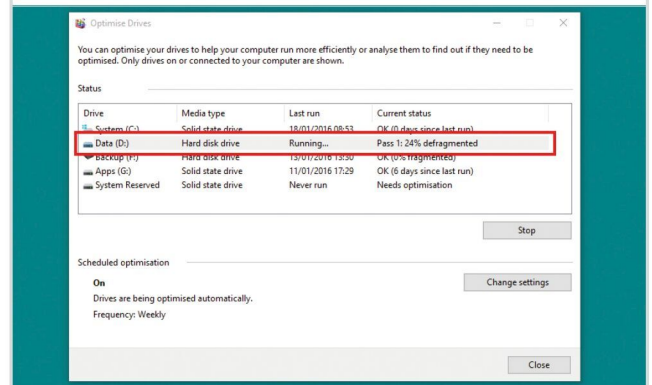 Optimise Drives
You can optimise your drives to help your computer run more efficiently or analyse them to find out if they need to be
optimised. Only drives on or connected to your computer are shown.
Status
Drive Media type Last run Current status
System (C:) Solid state drive 18/01/2016 08:53 OK (0 days since last run)
Data (D:) Hard disk drive Running... Pass 1: 24% defragmented
Backup (F:) Hard disk drive 13/01/2016 13:30 OK (0% fragmented)
Apps (G:) Solid state drive 11/01/2016 17:29 OK (6 days since last run)
System Reserved Solid state drive Never run Needs optimisation
Stop
Scheduled optimisation
On Change settings
Drives are being optimised automatically.
Frequency: Weekly
Close